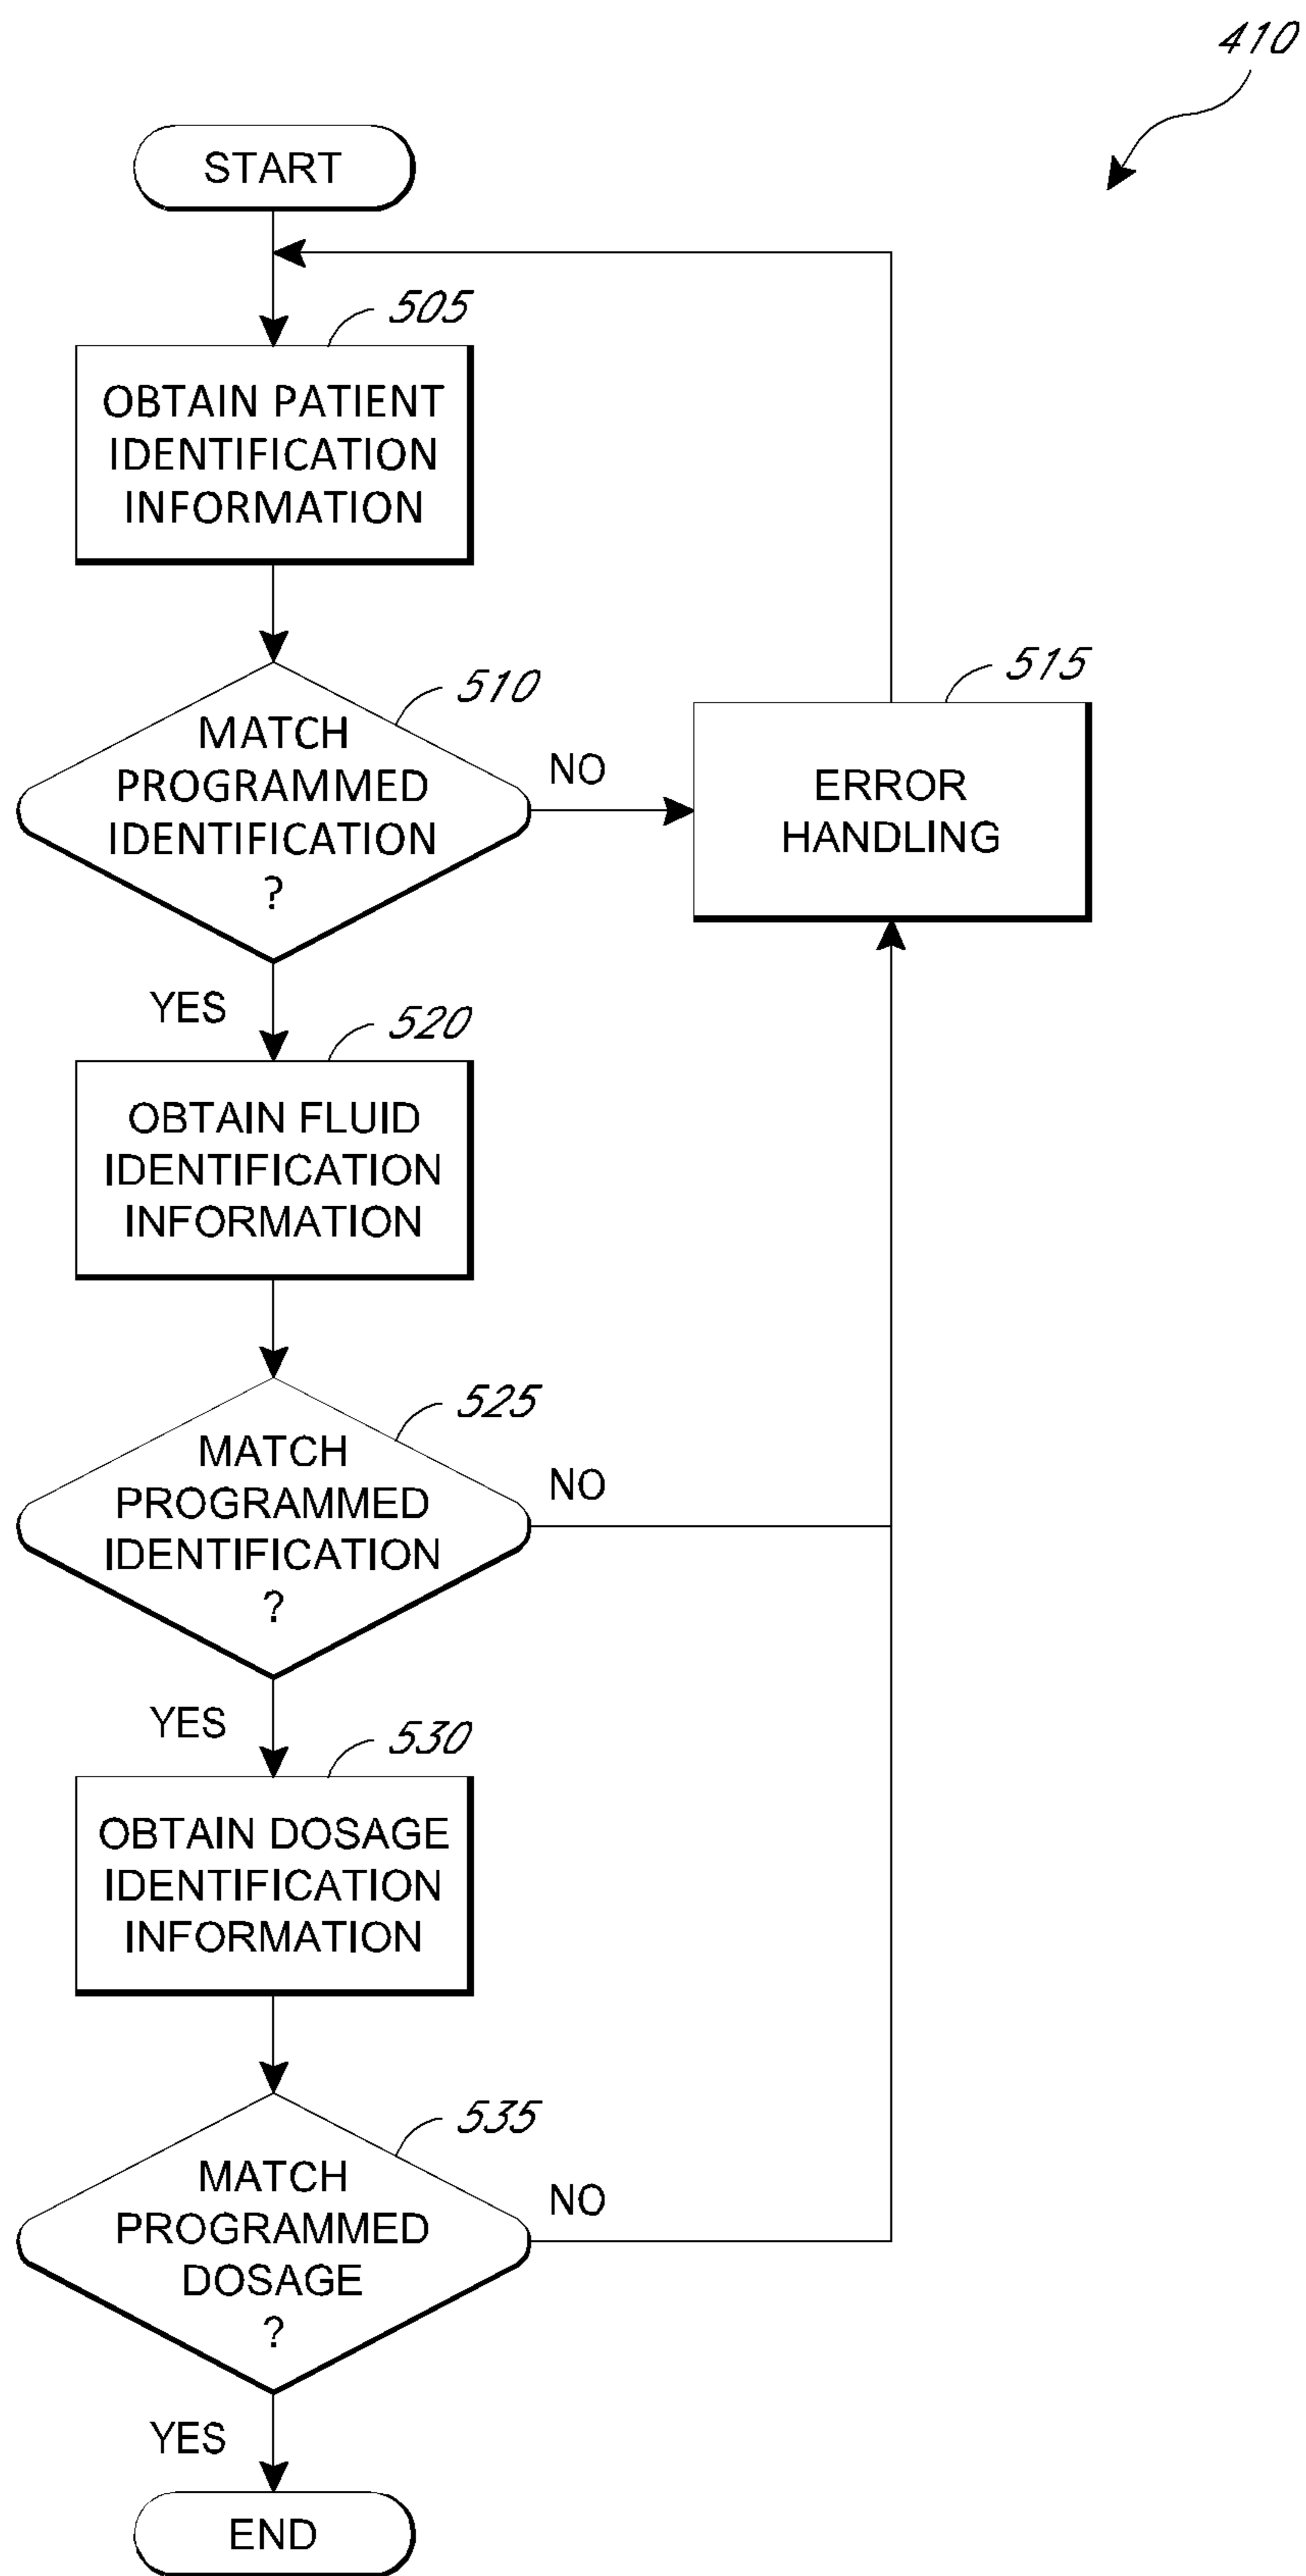 410
START
505
OBTAIN PATIENT
IDENTIFICATION
INFORMATION
510
MATCH
PROGRAMMED
IDENTIFICATION
?
NO
515
ERROR
HANDLING
YES
520
OBTAIN FLUID
IDENTIFICATION
INFORMATION
525
MATCH
PROGRAMMED
IDENTIFICATION
?
NO
YES
530
OBTAIN DOSAGE
IDENTIFICATION
INFORMATION
535
MATCH
PROGRAMMED
DOSAGE
?
NO
YES
END